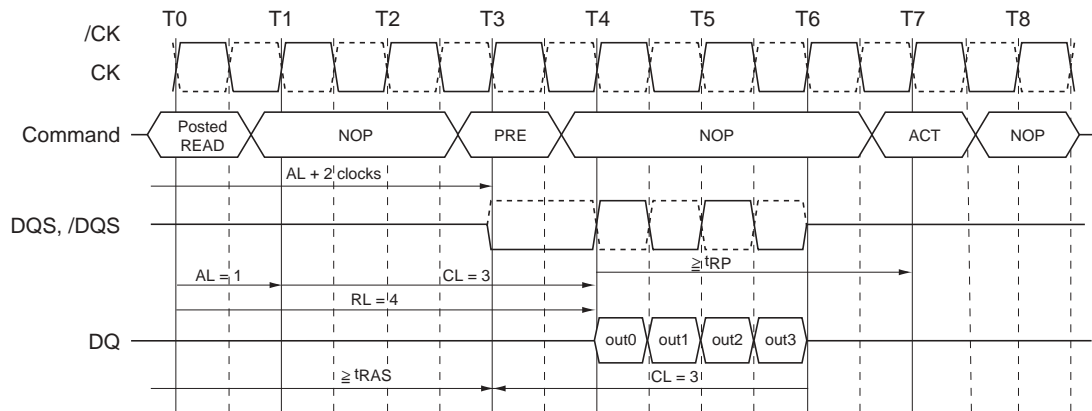 T0 T1 T2 T3 T4 T5 T6 T7 T8
/CK
CK
Command
Posted
READ
NOP PRE NOP ACT NOP
AL + 2 clocks
DQS, /DQS
≧ tRP
AL = 1 CL = 3
RL = 4
DQ out0 out1 out2 out3
≧ tRAS CL = 3